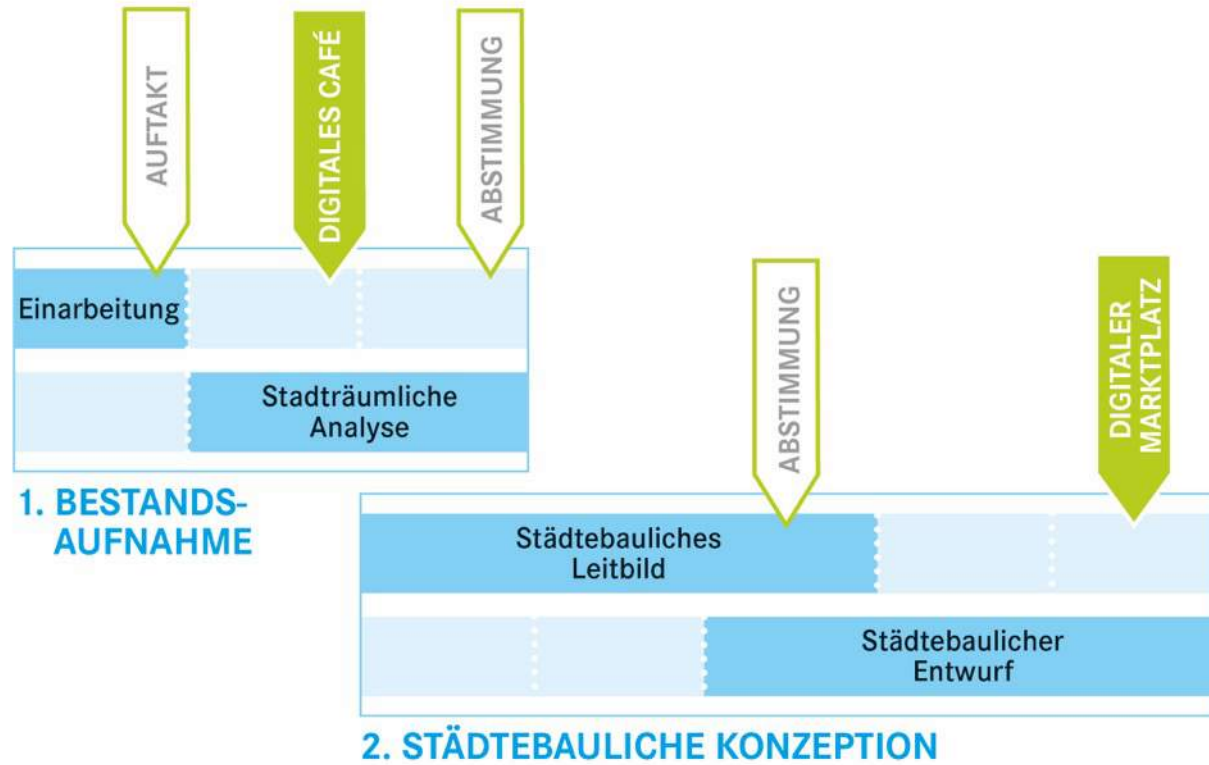 AUFTAKT
DIGITALES CAFÉ
ABSTIMMUNG
Einarbeitung
Stadträumliche
Analyse
1. BESTANDS-
AUFNAHME
ABSTIMMUNG
DIGITALER
MARKTPLATZ
Städtebauliches
Leitbild
Städtebaulicher
Entwurf
2. STÄDTEBAULICHE KONZEPTION